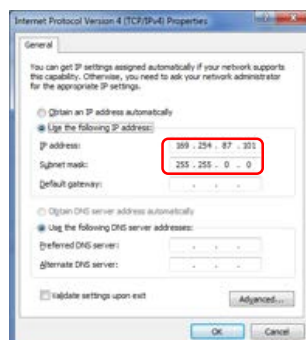 Internet Protocol Version 4 (TCP/IPv4) Properties
General
You can get IP settings assigned automatically if your network supports
this capability. Otherwise, you need to ask your network administrator
for the appropriate IP settings.
Obtain an IP address automatically
Use the following IP address:
IP address: 169 . 254 . 87 . 101
Subnet mask: 255 . 255 . 0 . 0
Default gateway: . . .
Obtain DNS server address automatically
Use the following DNS server addresses:
Preferred DNS server: . . .
Alternate DNS server: . . .
Validate settings upon exit
Advanced...
OK Cancel